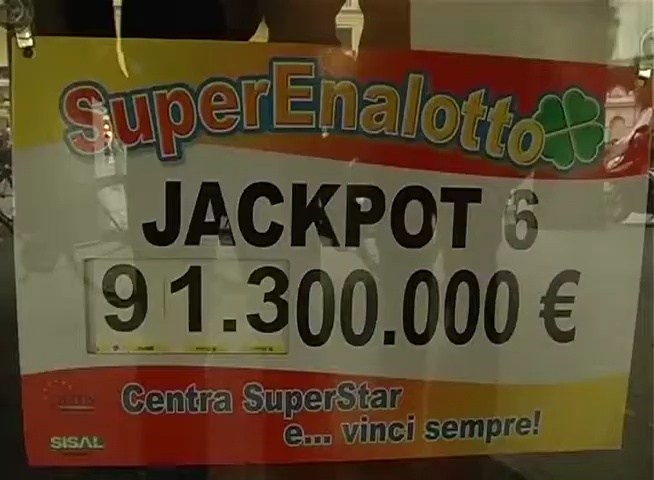 SuperEnalotto
JACKPOT 6
91.300.000 €
Centra SuperStar
e... vinci sempre!
SISAL